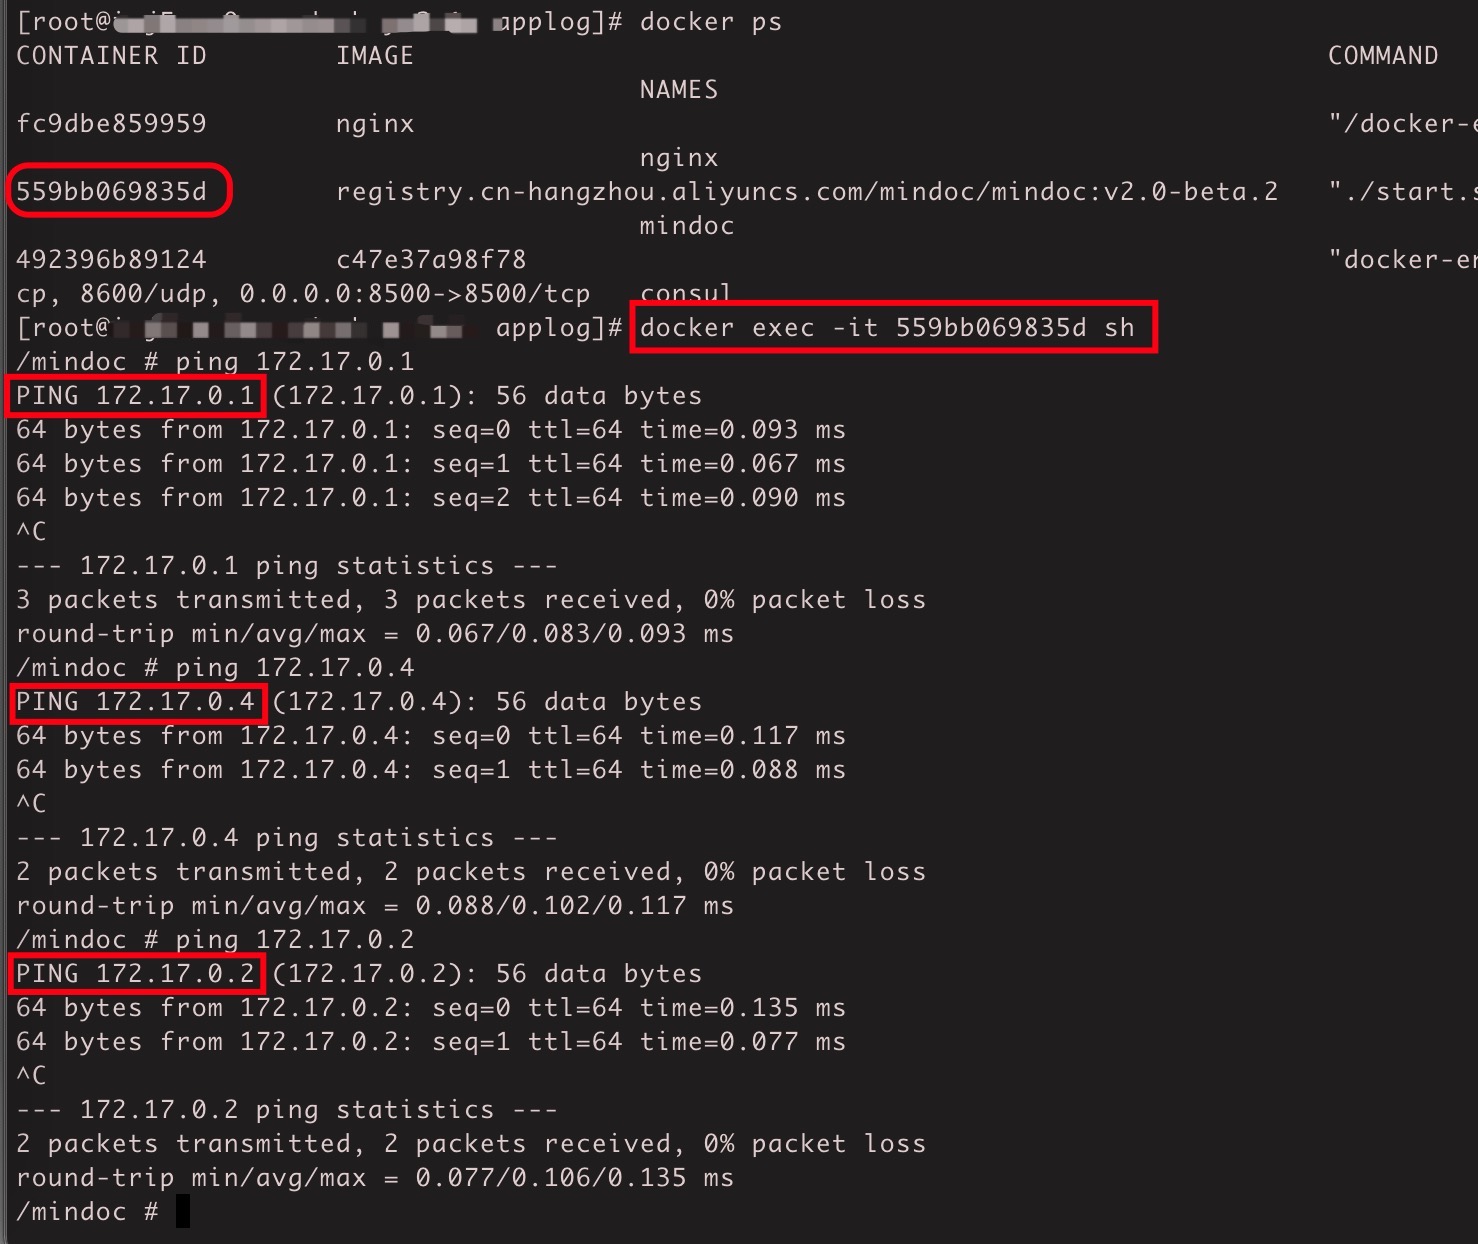 [root@ applog]# docker ps
CONTAINER ID IMAGE COMMAND
NAMES
fc9dbe859959 nginx "/docker-e
nginx
559bb069835d registry.cn-hangzhou.aliyuncs.com/mindoc/mindoc:v2.0-beta.2 "./start.s
mindoc
492396b89124 c47e37a98f78 "docker-en
cp, 8600/udp, 0.0.0.0:8500->8500/tcp consul
[root@ applog]# docker exec -it 559bb069835d sh
/mindoc # ping 172.17.0.1
PING 172.17.0.1 (172.17.0.1): 56 data bytes
64 bytes from 172.17.0.1: seq=0 ttl=64 time=0.093 ms
64 bytes from 172.17.0.1: seq=1 ttl=64 time=0.067 ms
64 bytes from 172.17.0.1: seq=2 ttl=64 time=0.090 ms
^C
--- 172.17.0.1 ping statistics ---
3 packets transmitted, 3 packets received, 0% packet loss
round-trip min/avg/max = 0.067/0.083/0.093 ms
/mindoc # ping 172.17.0.4
PING 172.17.0.4 (172.17.0.4): 56 data bytes
64 bytes from 172.17.0.4: seq=0 ttl=64 time=0.117 ms
64 bytes from 172.17.0.4: seq=1 ttl=64 time=0.088 ms
^C
--- 172.17.0.4 ping statistics ---
2 packets transmitted, 2 packets received, 0% packet loss
round-trip min/avg/max = 0.088/0.102/0.117 ms
/mindoc # ping 172.17.0.2
PING 172.17.0.2 (172.17.0.2): 56 data bytes
64 bytes from 172.17.0.2: seq=0 ttl=64 time=0.135 ms
64 bytes from 172.17.0.2: seq=1 ttl=64 time=0.077 ms
^C
--- 172.17.0.2 ping statistics ---
2 packets transmitted, 2 packets received, 0% packet loss
round-trip min/avg/max = 0.077/0.106/0.135 ms
/mindoc #